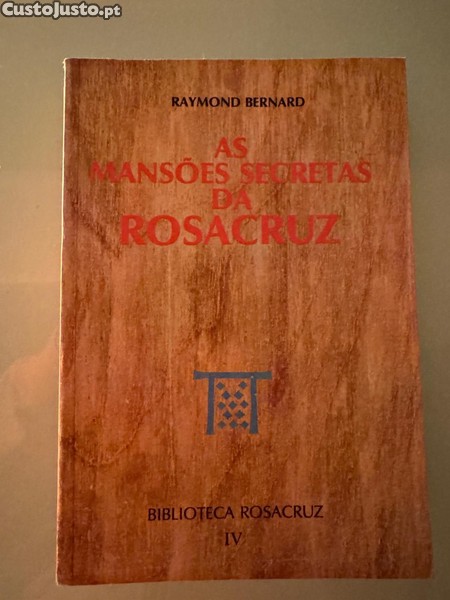 CustoJusto.pt
RAYMOND BERNARD
AS
MANSÕES SECRETAS
DA
ROSACRUZ
BIBLIOTECA ROSACRUZ
IV